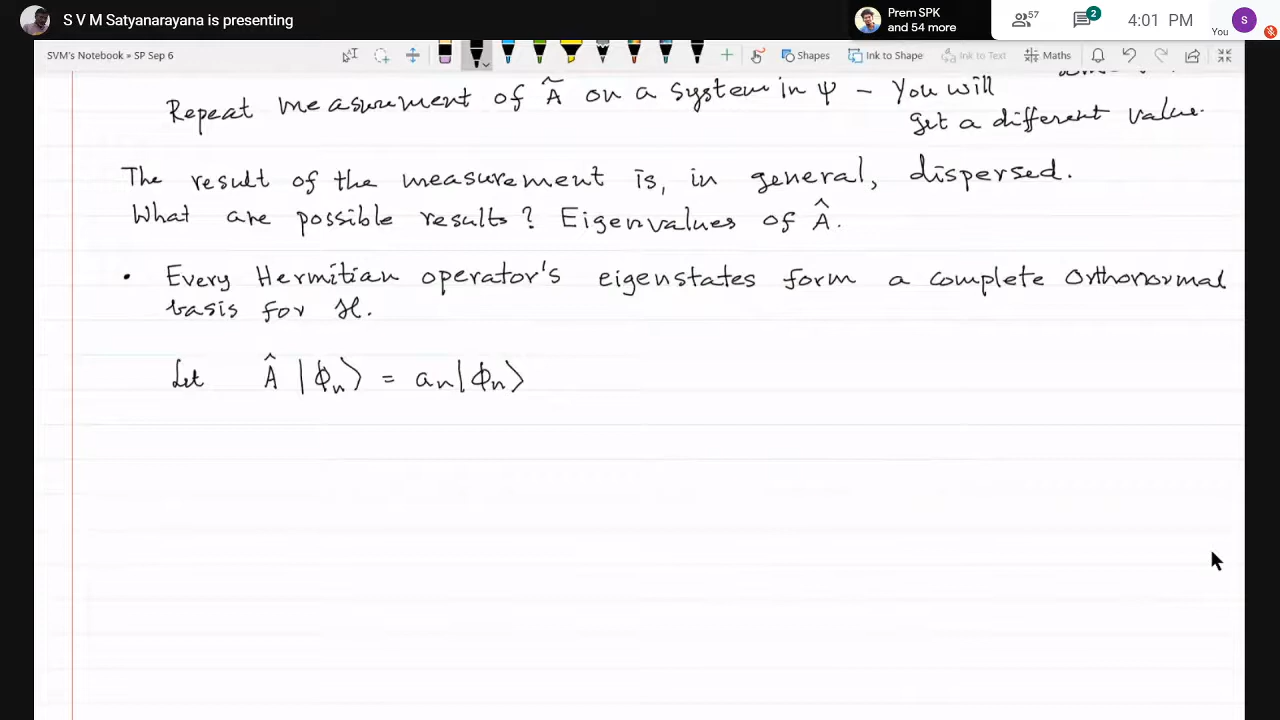 S V M Satyanarayana is presenting
Prem SPK
and 54 more
57
2
4:01 PM
S
You
SVM's Notebook » SP Sep 6
Shapes
Ink to Shape
Ink to Text
Maths
Repeat measurement of Ã on a system in ψ – You will
get a different value.
The result of the measurement is, in general, dispersed.
What are possible results? Eigenvalues of Â.
• Every Hermitian operator's eigenstates form a complete Orthonormal
basis for ℋ.
Let Â |ϕₙ⟩ = aₙ|ϕₙ⟩